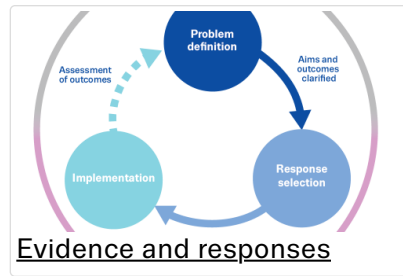 Problem
definition
Assessment
of outcomes
Aims and
outcomes
clarified
Implementation
Response
selection
Evidence and responses